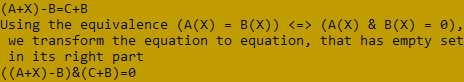 (A+X)-B=C+B
Using the equivalence (A(X) = B(X)) <=> (A(X) & B(X) = 0),
we transform the equation to equation, that has empty set
in its right part
((A+X)-B)&(C+B)=0